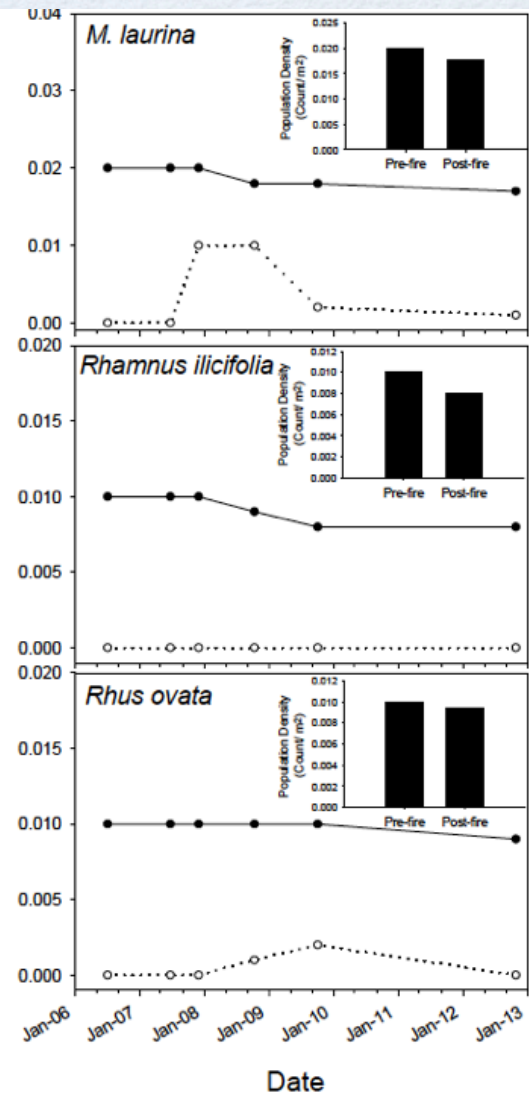 0.04
M. laurina
0.03
0.02
0.01
0.00
Population Density
(Count/m2)
0.025
0.020
0.015
0.010
0.005
0.000
Pre-fire Post-fire
0.020
Rhamnus ilicifolia
0.015
0.010
0.005
0.000
Population Density
(Count/ m2)
0.012
0.010
0.008
0.006
0.004
0.002
0.000
Pre-fire Post-fire
0.020
Rhus ovata
0.015
0.010
0.005
0.000
Population Density
(Count/ m2)
0.012
0.010
0.008
0.006
0.004
0.002
0.000
Pre-fire Post-fire
Jan-06 Jan-07 Jan-08 Jan-09 Jan-10 Jan-11 Jan-12 Jan-13
Date